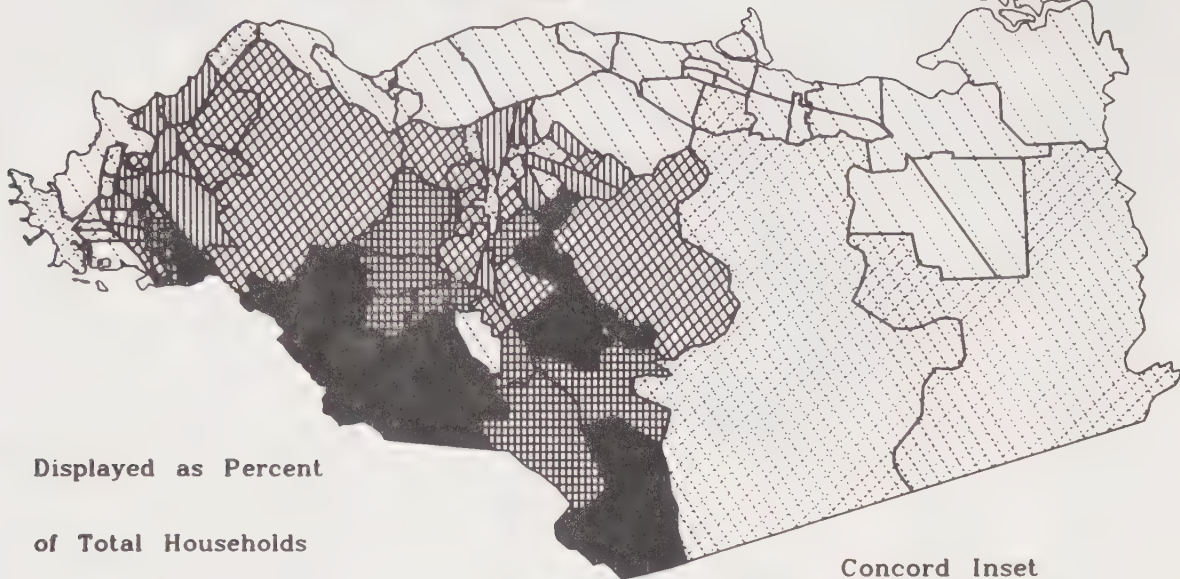 Displayed as Percent
of Total Households
Concord Inset